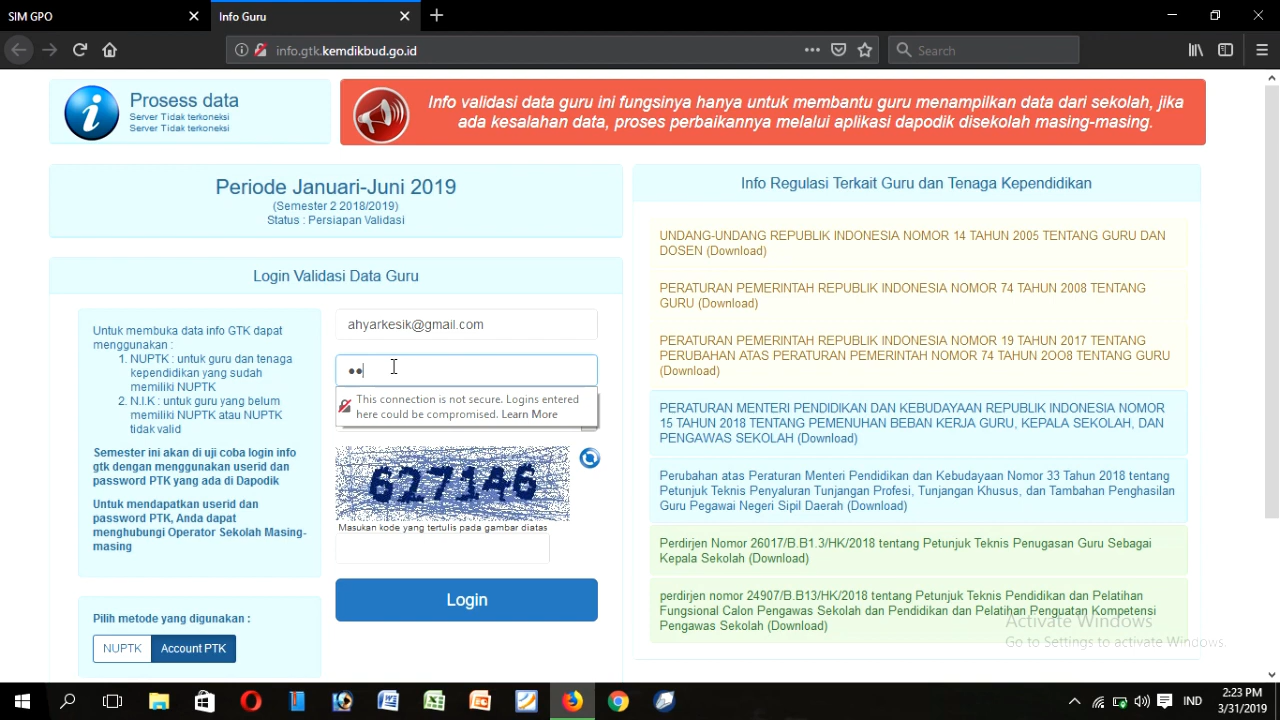 SIM GPO
Info Guru
info.gtk.kemdikbud.go.id
Search
Prosess data
Server Tidak terkoneksi
Server Tidak terkoneksi
Info validasi data guru ini fungsinya hanya untuk membantu guru menampilkan data dari sekolah, jika
ada kesalahan data, proses perbaikannya melalui aplikasi dapodik disekolah masing-masing.
Periode Januari-Juni 2019
(Semester 2 2018/2019)
Status : Persiapan Validasi
Login Validasi Data Guru
Untuk membuka data info GTK dapat
menggunakan :
1. NUPTK : untuk guru dan tenaga
kependidikan yang sudah
memiliki NUPTK
2. N.I.K : untuk guru yang belum
memiliki NUPTK atau NUPTK
tidak valid
Semester ini akan di uji coba login info
gtk dengan menggunakan userid dan
password PTK yang ada di Dapodik
Untuk mendapatkan userid dan
password PTK, Anda dapat
menghubungi Operator Sekolah Masing-
masing
Pilih metode yang digunakan :
NUPTK
Account PTK
ahyarkesik@gmail.com
This connection is not secure. Logins entered
here could be compromised. Learn More
627146
Masukan kode yang tertulis pada gambar diatas
Login
Info Regulasi Terkait Guru dan Tenaga Kependidikan
UNDANG-UNDANG REPUBLIK INDONESIA NOMOR 14 TAHUN 2005 TENTANG GURU DAN
DOSEN (Download)
PERATURAN PEMERINTAH REPUBLIK INDONESIA NOMOR 74 TAHUN 2008 TENTANG
GURU (Download)
PERATURAN PEMERINTAH REPUBLIK INDONESIA NOMOR 19 TAHUN 2017 TENTANG
PERUBAHAN ATAS PERATURAN PEMERINTAH NOMOR 74 TAHUN 2OO8 TENTANG GURU
(Download)
PERATURAN MENTERI PENDIDIKAN DAN KEBUDAYAAN REPUBLIK INDONESIA NOMOR
15 TAHUN 2018 TENTANG PEMENUHAN BEBAN KERJA GURU, KEPALA SEKOLAH, DAN
PENGAWAS SEKOLAH (Download)
Perubahan atas Peraturan Menteri Pendidikan dan Kebudayaan Nomor 33 Tahun 2018 tentang
Petunjuk Teknis Penyaluran Tunjangan Profesi, Tunjangan Khusus, dan Tambahan Penghasilan
Guru Pegawai Negeri Sipil Daerah (Download)
Perdirjen Nomor 26017/B.B1.3/HK/2018 tentang Petunjuk Teknis Penugasan Guru Sebagai
Kepala Sekolah (Download)
perdirjen nomor 24907/B.B13/HK/2018 tentang Petunjuk Teknis Pendidikan dan Pelatihan
Fungsional Calon Pengawas Sekolah dan Pendidikan dan Pelatihan Penguatan Kompetensi
Pengawas Sekolah (Download)
Activate Windows
Go to Settings to activate Windows.
IND
2:23 PM
3/31/2019